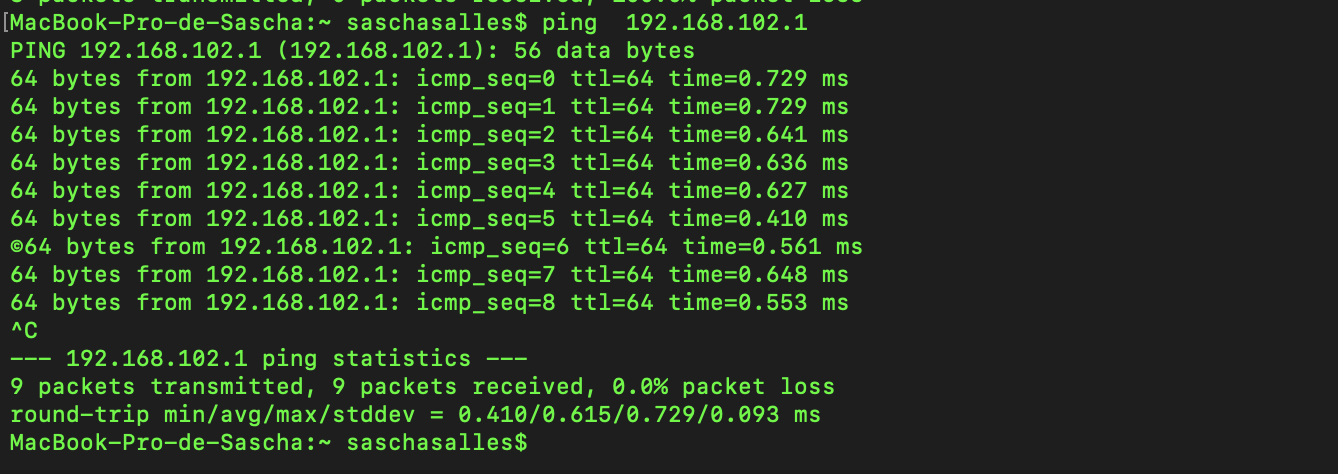 MacBook-Pro-de-Sascha:~ saschasalles$ ping  192.168.102.1
PING 192.168.102.1 (192.168.102.1): 56 data bytes
64 bytes from 192.168.102.1: icmp_seq=0 ttl=64 time=0.729 ms
64 bytes from 192.168.102.1: icmp_seq=1 ttl=64 time=0.729 ms
64 bytes from 192.168.102.1: icmp_seq=2 ttl=64 time=0.641 ms
64 bytes from 192.168.102.1: icmp_seq=3 ttl=64 time=0.636 ms
64 bytes from 192.168.102.1: icmp_seq=4 ttl=64 time=0.627 ms
64 bytes from 192.168.102.1: icmp_seq=5 ttl=64 time=0.410 ms
©64 bytes from 192.168.102.1: icmp_seq=6 ttl=64 time=0.561 ms
64 bytes from 192.168.102.1: icmp_seq=7 ttl=64 time=0.648 ms
64 bytes from 192.168.102.1: icmp_seq=8 ttl=64 time=0.553 ms
^C
--- 192.168.102.1 ping statistics ---
9 packets transmitted, 9 packets received, 0.0% packet loss
round-trip min/avg/max/stddev = 0.410/0.615/0.729/0.093 ms
MacBook-Pro-de-Sascha:~ saschasalles$